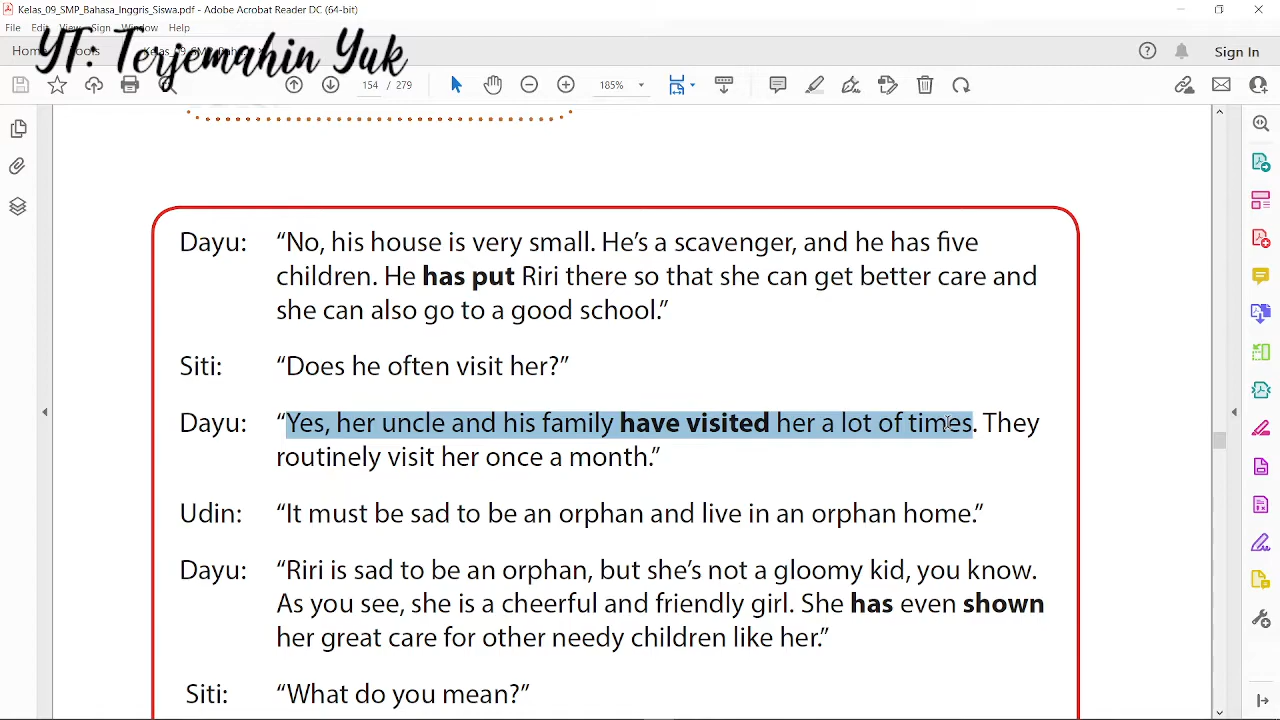 Kelas_09_SMP_Bahasa_Inggris_Siswa.pdf - Adobe Acrobat Reader DC (64-bit)
File Edit View Sign Window Help
YT: Terjemahin Yuk
Sign In
154 / 279 185%
Dayu: “No, his house is very small. He’s a scavenger, and he has five
children. He has put Riri there so that she can get better care and
she can also go to a good school.”
Siti: “Does he often visit her?”
Dayu: “Yes, her uncle and his family have visited her a lot of times. They
routinely visit her once a month.”
Udin: “It must be sad to be an orphan and live in an orphan home.”
Dayu: “Riri is sad to be an orphan, but she’s not a gloomy kid, you know.
As you see, she is a cheerful and friendly girl. She has even shown
her great care for other needy children like her.”
Siti: “What do you mean?”